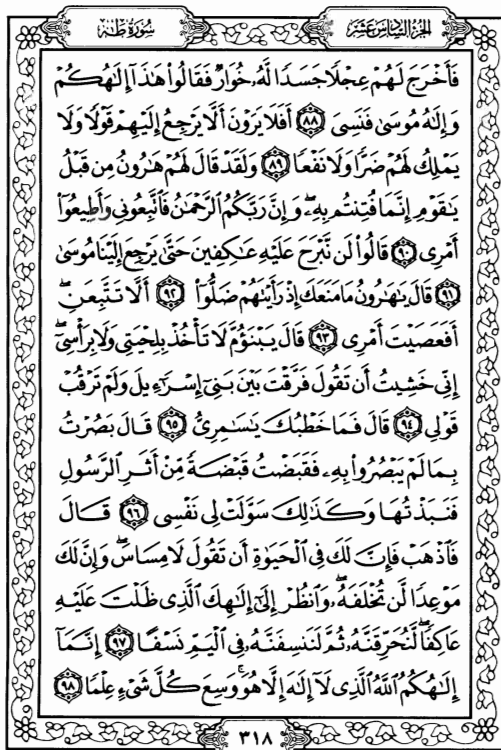 الجزء السادس عشر
سورة طه
فَأَخْرَجَ لَهُمْ عِجْلًا جَسَدًا لَّهُۥ خُوَارٌ فَقَالُوا۟ هَٰذَآ إِلَٰهُكُمْ
وَإِلَٰهُ مُوسَىٰ فَنَسِىَ ٨٨ أَفَلَا يَرَوْنَ أَلَّا يَرْجِعُ إِلَيْهِمْ قَوْلًا وَلَا
يَمْلِكُ لَهُمْ ضَرًّا وَلَا نَفْعًا ٨٩ وَلَقَدْ قَالَ لَهُمْ هَٰرُونُ مِن قَبْلُ
يَٰقَوْمِ إِنَّمَا فُتِنتُم بِهِۦ ۖ وَإِنَّ رَبَّكُمُ ٱلرَّحْمَٰنُ فَٱتَّبِعُونِى وَأَطِيعُوٓا۟
أَمْرِى ٩٠ قَالُوا۟ لَن نَّبْرَحَ عَلَيْهِ عَٰكِفِينَ حَتَّىٰ يَرْجِعَ إِلَيْنَا مُوسَىٰ
٩١ قَالَ يَٰهَٰرُونُ مَا مَنَعَكَ إِذْ رَأَيْتَهُمْ ضَلُّوٓا۟ ٩٢ أَلَّا تَتَّبِعَنِ ۖ
أَفَعَصَيْتَ أَمْرِى ٩٣ قَالَ يَبْنَؤُمَّ لَا تَأْخُذْ بِلِحْيَتِى وَلَا بِرَأْسِىٓ ۖ
إِنِّى خَشِيتُ أَن تَقُولَ فَرَّقْتَ بَيْنَ بَنِىٓ إِسْرَٰٓءِيلَ وَلَمْ تَرْقُبْ
قَوْلِى ٩٤ قَالَ فَمَا خَطْبُكَ يَٰسَٰمِرِىُّ ٩٥ قَالَ بَصُرْتُ
بِمَا لَمْ يَبْصُرُوا۟ بِهِۦ فَقَبَضْتُ قَبْضَةً مِّنْ أَثَرِ ٱلرَّسُولِ
فَنَبَذْتُهَا وَكَذَٰلِكَ سَوَّلَتْ لِى نَفْسِى ٩٦ قَالَ
فَٱذْهَبْ فَإِنَّ لَكَ فِى ٱلْحَيَوٰةِ أَن تَقُولَ لَا مِسَاسَ ۖ وَإِنَّ لَكَ
مَوْعِدًا لَّن تُخْلَفَهُۥ ۖ وَٱنظُرْ إِلَىٰٓ إِلَٰهِكَ ٱلَّذِى ظَلْتَ عَلَيْهِ
عَاكِفًا ۖ لَّنُحَرِّقَنَّهُۥ ثُمَّ لَنَنسِفَنَّهُۥ فِى ٱلْيَمِّ نَسْفًا ٩٧ إِنَّمَآ
إِلَٰهُكُمُ ٱللَّهُ ٱلَّذِى لَآ إِلَٰهَ إِلَّا هُوَ ۚ وَسِعَ كُلَّ شَىْءٍ عِلْمًا ٩٨
٣١٨